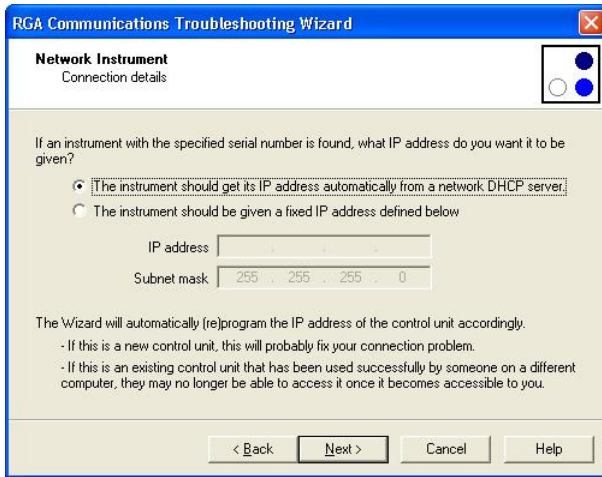 RGA Communications Troubleshooting Wizard
Network Instrument
Connection details
If an instrument with the specified serial number is found, what IP address do you want it to be
given?
The instrument should get its IP address automatically from a network DHCP server.
The instrument should be given a fixed IP address defined below
IP address . . .
Subnet mask 255 . 255 . 255 . 0
The Wizard will automatically (re)program the IP address of the control unit accordingly.
- If this is a new control unit, this will probably fix your connection problem.
- If this is an existing control unit that has been used successfully by someone on a different
computer, they may no longer be able to access it once it becomes accessible to you.
< Back Next > Cancel Help